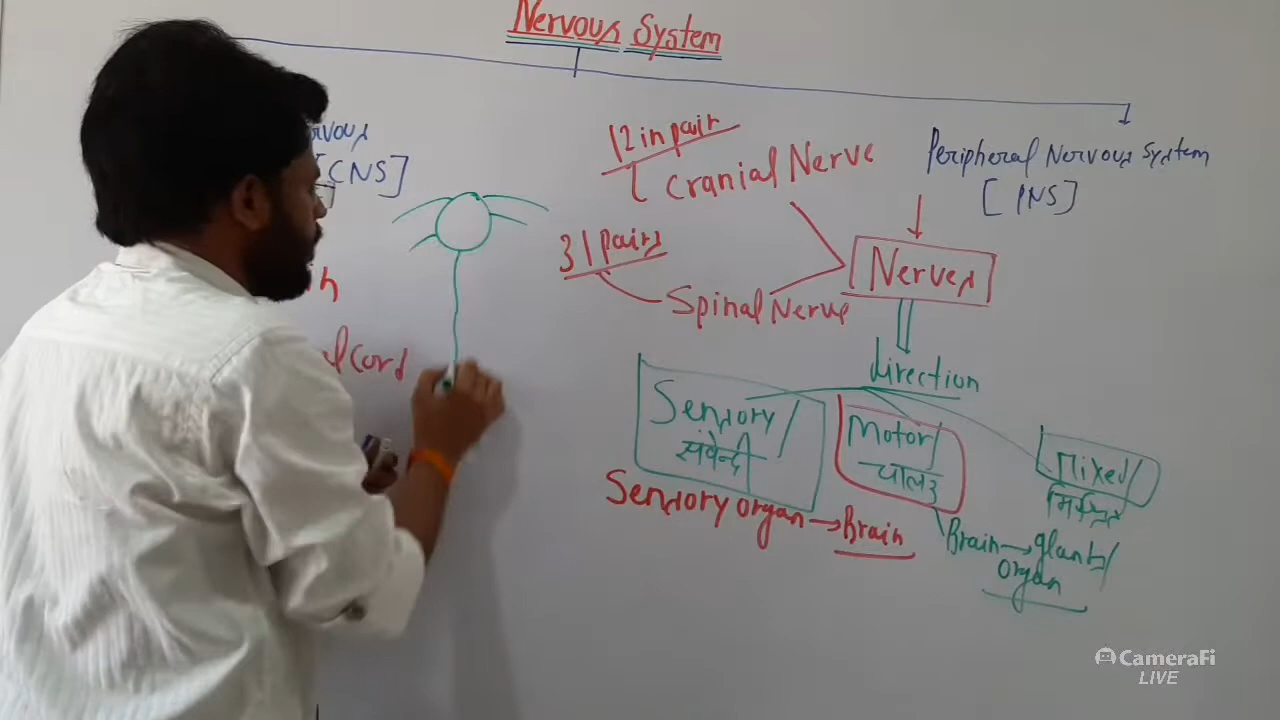 Nervous System
[CNS]
12 in pair
Cranial Nerve
Peripheral Nervous System
[PNS]
31 pairs
Spinal Nerve
Nerves
direction
Sensory/
संवेन्दी
Motor/
चालक
Mixed/
मिश्रित
Sensory organ → Brain
Brain → glands/
organ
CameraFi
LIVE